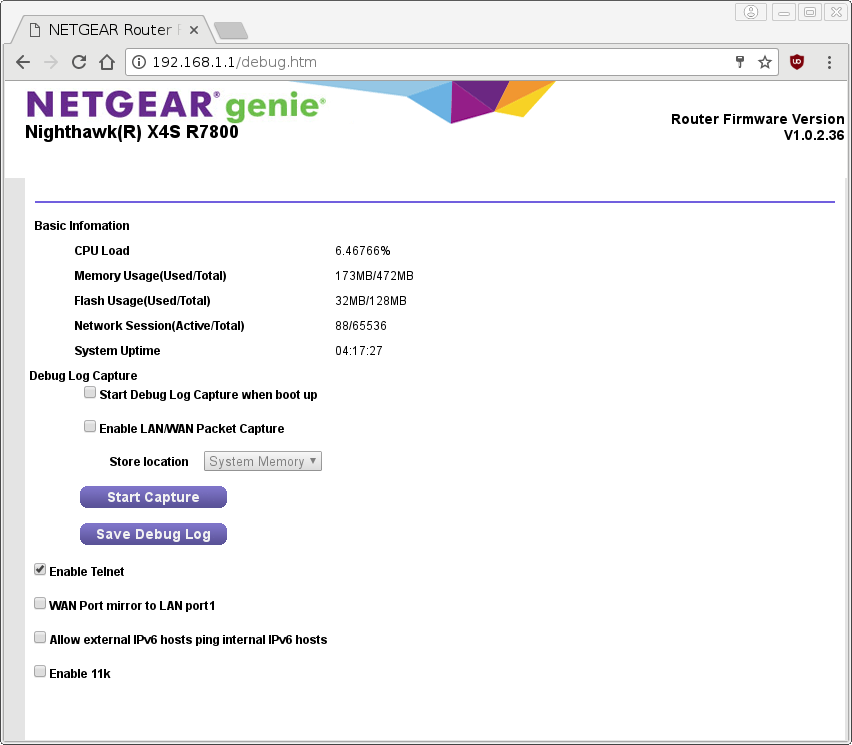 NETGEAR Router
192.168.1.1/debug.htm
NETGEAR® genie®
Nighthawk(R) X4S R7800
Router Firmware Version
V1.0.2.36
Basic Infomation
CPU Load 6.46766%
Memory Usage(Used/Total) 173MB/472MB
Flash Usage(Used/Total) 32MB/128MB
Network Session(Active/Total) 88/65536
System Uptime 04:17:27
Debug Log Capture
Start Debug Log Capture when boot up
Enable LAN/WAN Packet Capture
Store location System Memory
Start Capture
Save Debug Log
Enable Telnet
WAN Port mirror to LAN port1
Allow external IPv6 hosts ping internal IPv6 hosts
Enable 11k